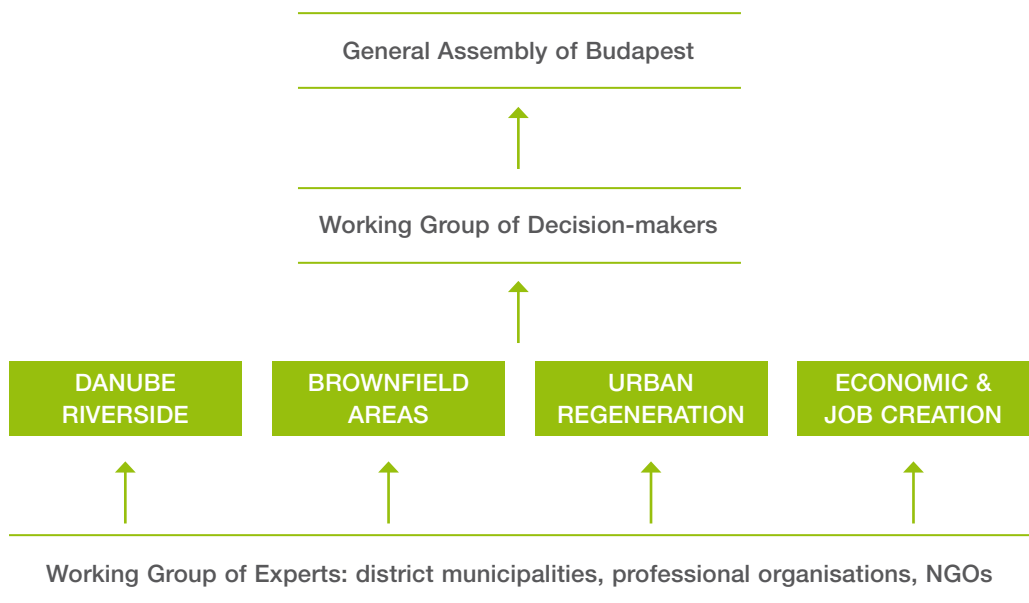 General Assembly of Budapest
Working Group of Decision-makers
DANUBE
RIVERSIDE
BROWNFIELD
AREAS
URBAN
REGENERATION
ECONOMIC &
JOB CREATION
Working Group of Experts: district municipalities, professional organisations, NGOs